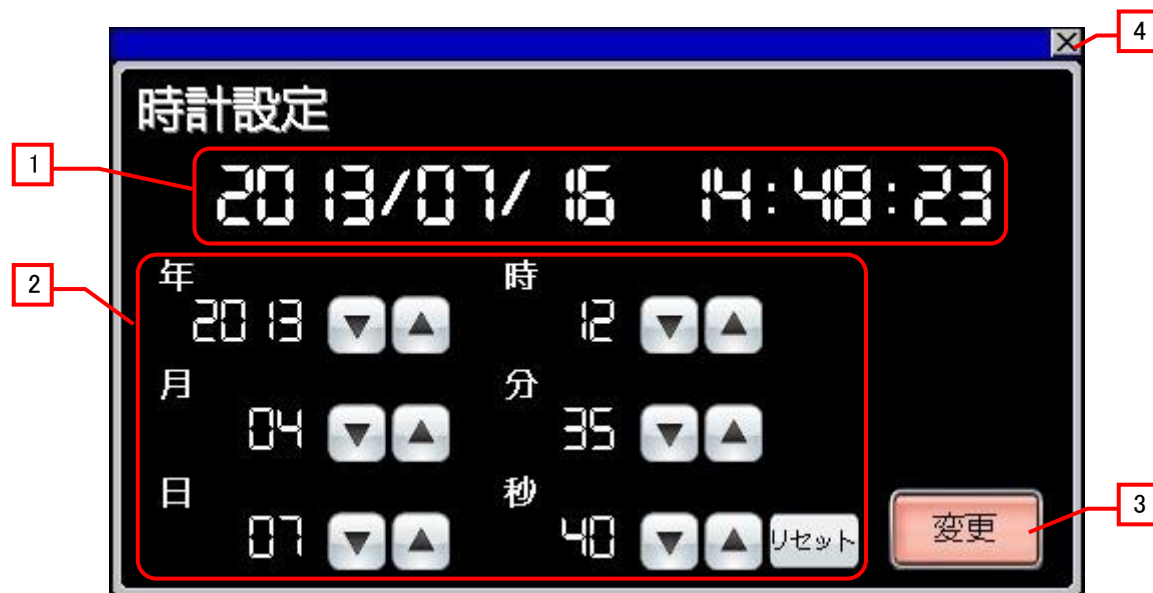 4
時計設定
1
2013/07/16 14:48:23
2
年 時
2013 ▼ ▲ 12 ▼ ▲
月 分
04 ▼ ▲ 35 ▼ ▲
日 秒
07 ▼ ▲ 40 ▼ ▲ リセット
変更
3